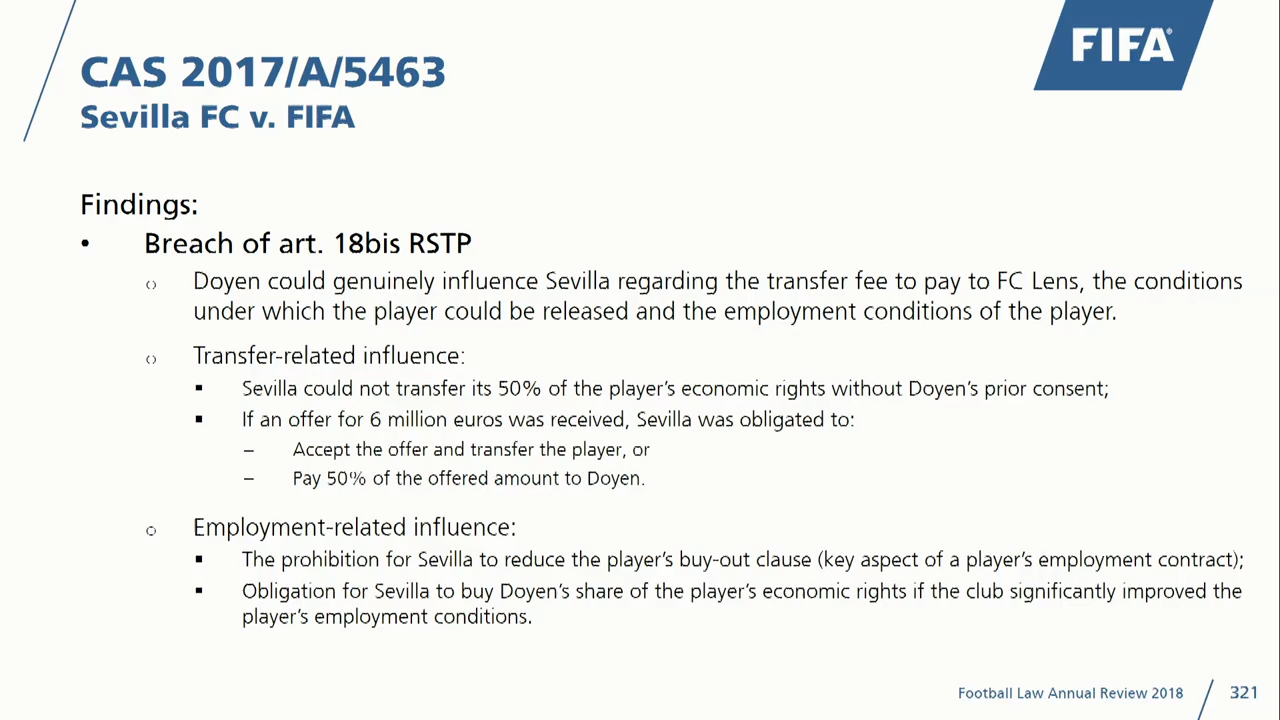 FIFA®
CAS 2017/A/5463
Sevilla FC v. FIFA
Findings:
• Breach of art. 18bis RSTP
Doyen could genuinely influence Sevilla regarding the transfer fee to pay to FC Lens, the conditions
under which the player could be released and the employment conditions of the player.
Transfer-related influence:
▪ Sevilla could not transfer its 50% of the player’s economic rights without Doyen’s prior consent;
▪ If an offer for 6 million euros was received, Sevilla was obligated to:
– Accept the offer and transfer the player, or
– Pay 50% of the offered amount to Doyen.
Employment-related influence:
▪ The prohibition for Sevilla to reduce the player’s buy-out clause (key aspect of a player’s employment contract);
▪ Obligation for Sevilla to buy Doyen’s share of the player’s economic rights if the club significantly improved the
player’s employment conditions.
Football Law Annual Review 2018 321